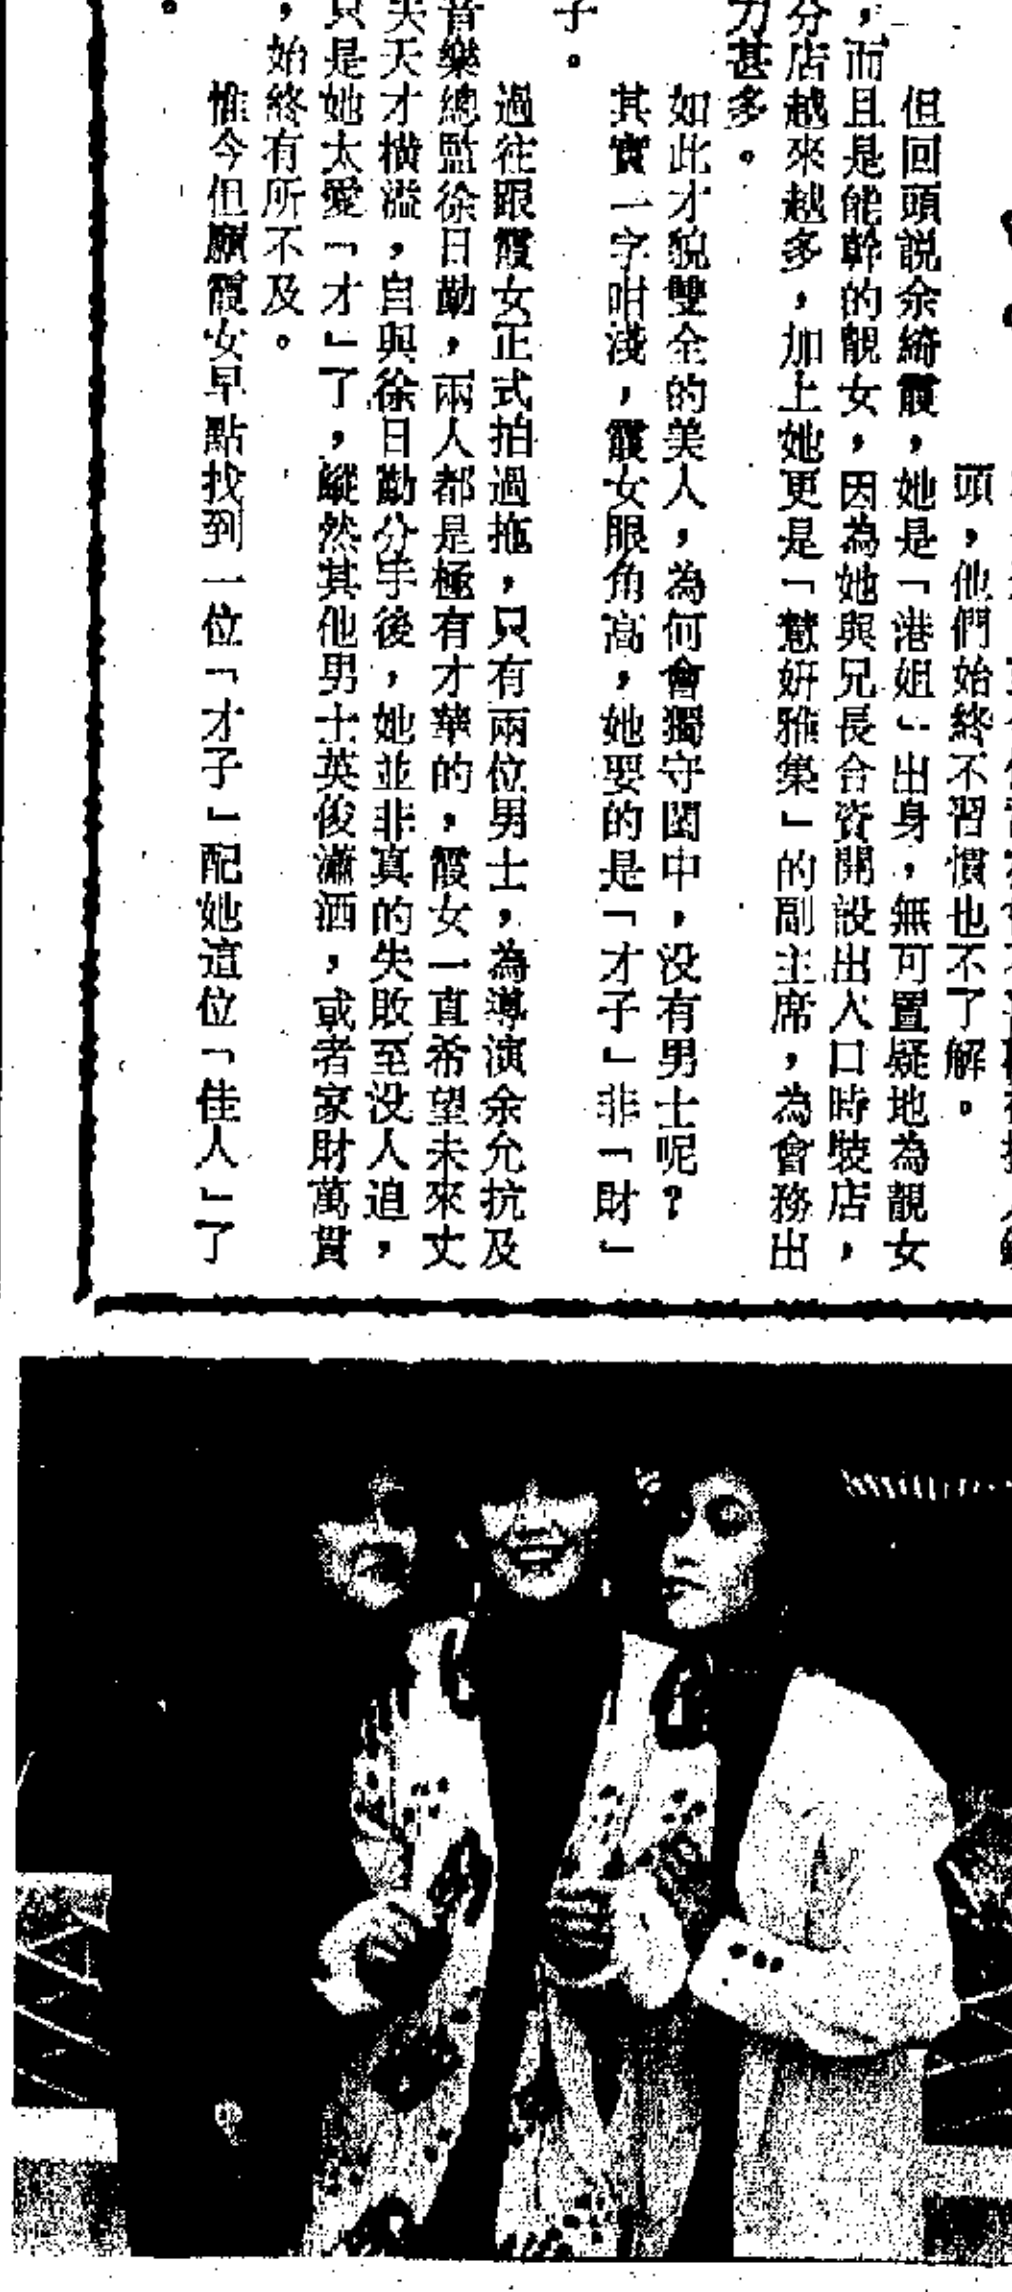 頭，他們始終不習慣也不了解。
但回頭説余綺霞，她是「港姐」出身，無可置疑地為靚女
，而且是能幹的靚女，因為她與兄長合資開設出入口時裝店，
分店越來越多，加上她更是「慧妍雅集」的副主席，為會務出
力甚多。
如此才貌雙全的美人，為何會獨守閨中，没有男士呢？
其實一字咁淺，霞女眼角高，她要的是「才子」非「財」
子。
過往跟霞女正式拍過拖，只有兩位男士，為導演余允抗及
音樂總監徐日勤，兩人都是極有才華的，霞女一直希望未來丈
夫天才横溢，自與徐日勤分手後，她並非真的失敗至没人追，
只是她太愛「才」了，縱然其他男士英俊瀟洒，或者家財萬貫
，始終有所不及。
惟今但願霞女早點找到一位「才子」配她這位「佳人」了
。